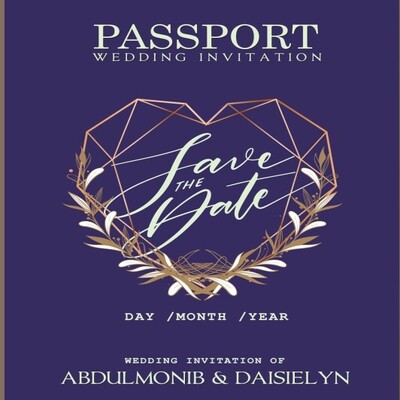 PASSPORT
WEDDING INVITATION
Save
THE
Date
DAY /MONTH /YEAR
WEDDING INVITATION OF
ABDULMONIB & DAISIELYN